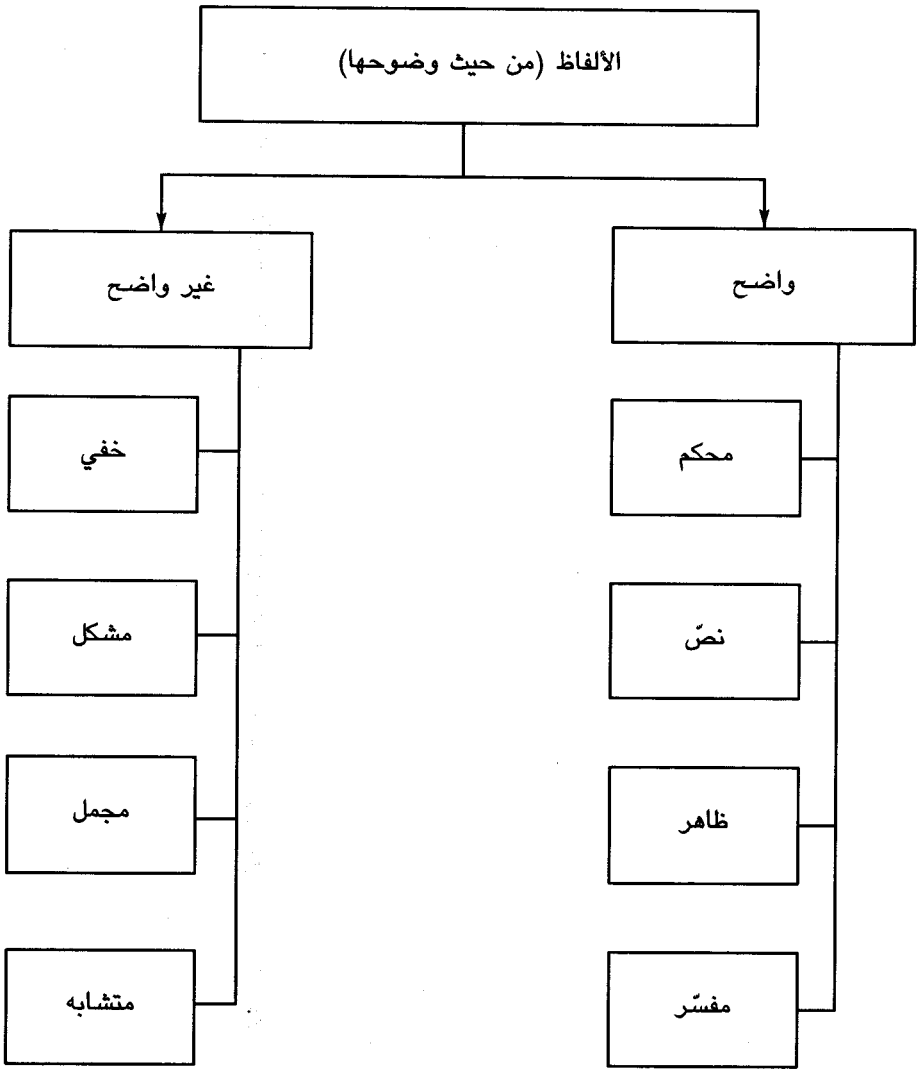 الألفاظ (من حيث وضوحها)
واضح
محكم
نصّ
ظاهر
مفسّر
غير واضح
خفي
مشكل
مجمل
متشابه